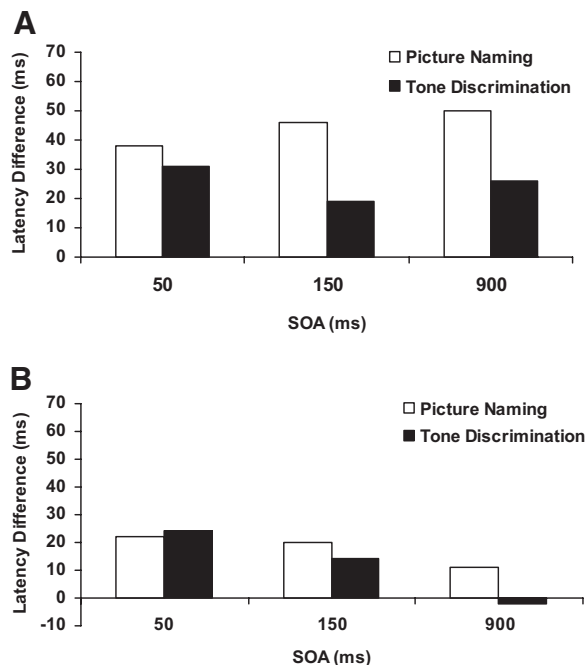 A
Latency Difference (ms)
70
60
50
40
30
20
10
0
Picture Naming
Tone Discrimination
50 150 900
SOA (ms)
B
Latency Difference (ms)
70
60
50
40
30
20
10
0
-10
Picture Naming
Tone Discrimination
50 150 900
SOA (ms)